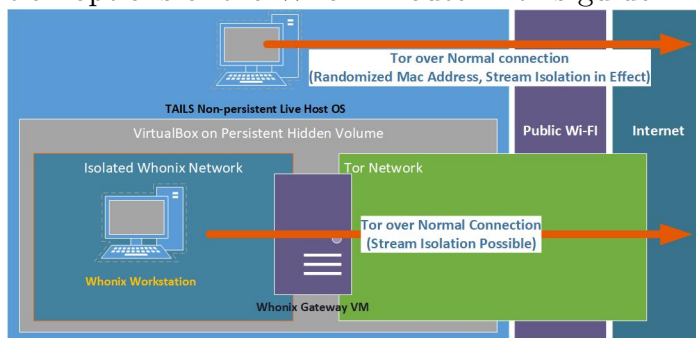 Tor over Normal connection
(Randomized Mac Address, Stream Isolation in Effect)
TAILS Non-persistent Live Host OS
VirtualBox on Persistent Hidden Volume
Public Wi-FI
Internet
Isolated Whonix Network
Tor Network
Tor over Normal Connection
(Stream Isolation Possible)
Whonix Workstation
Whonix Gateway VM